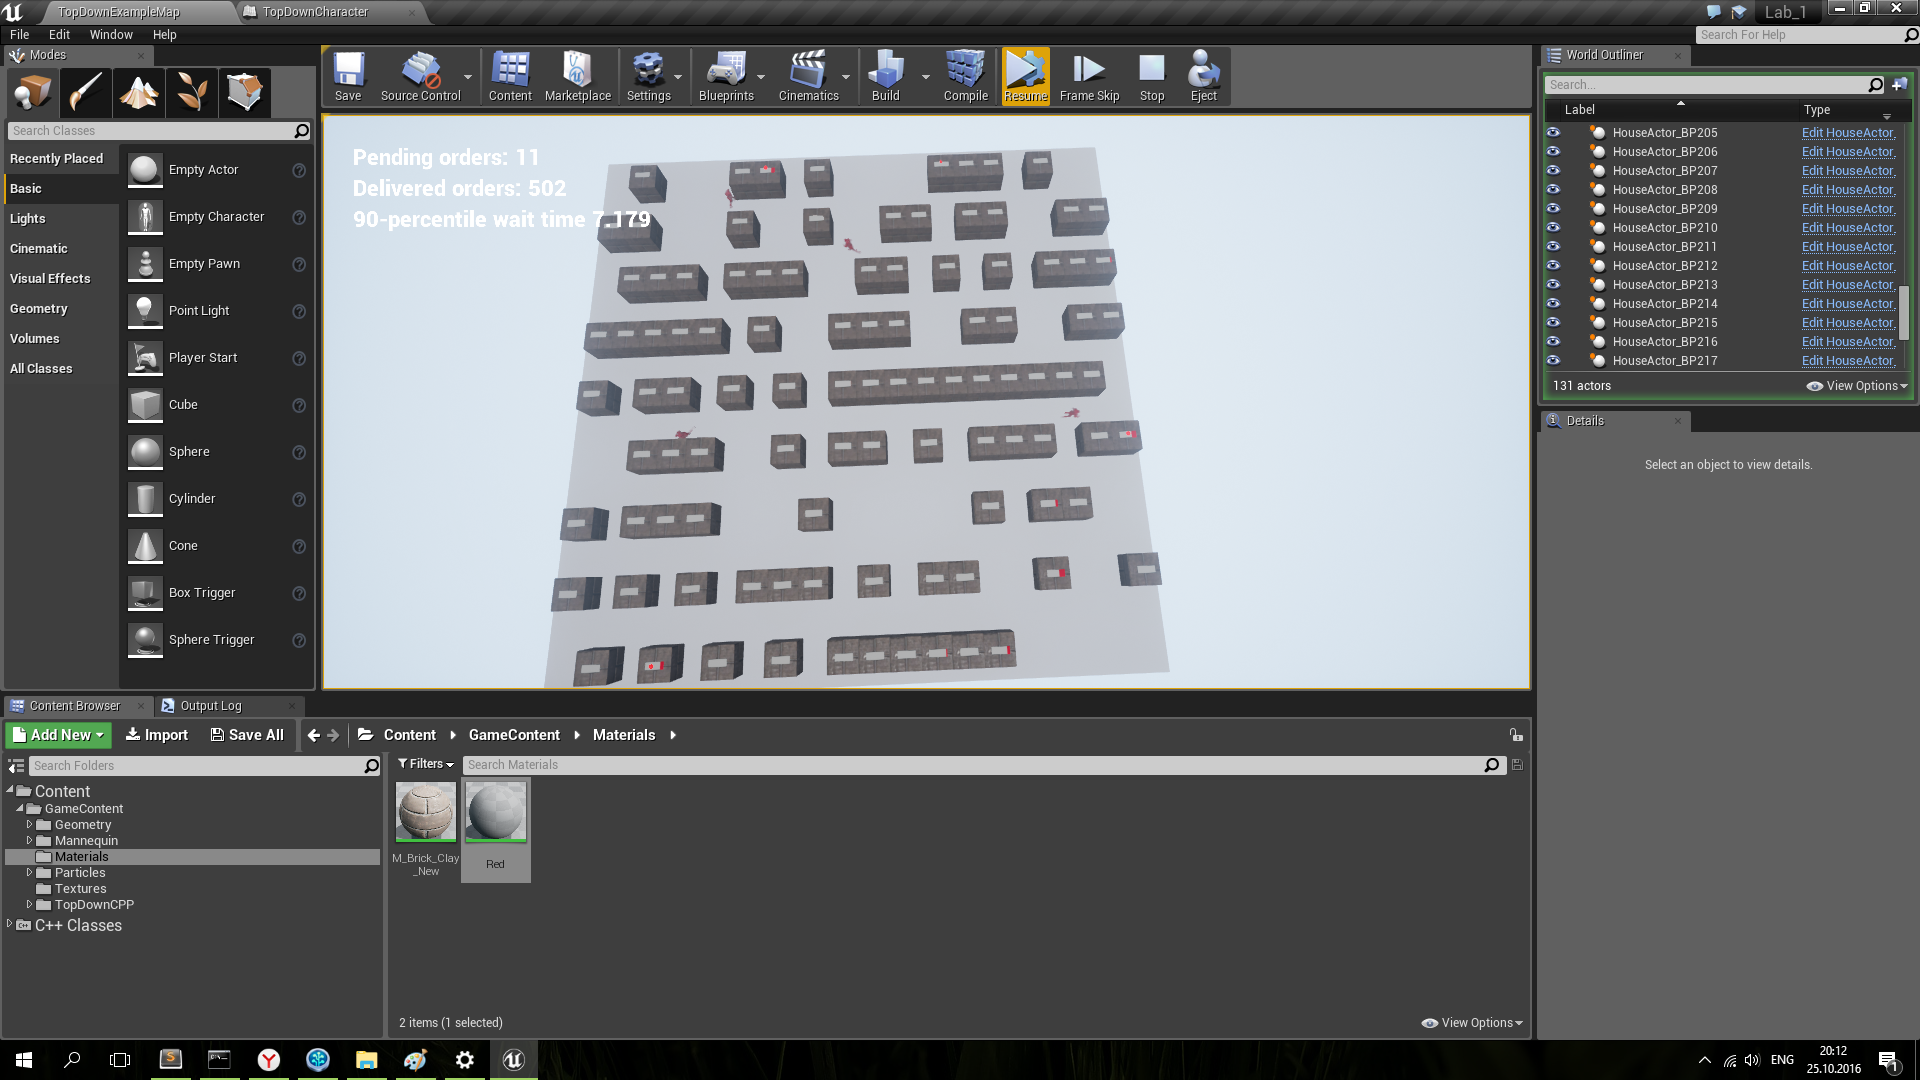 TopDownExampleMap
TopDownCharacter
Lab_1
File Edit Window Help
Search For Help
Modes
Search Classes
Recently Placed
Basic
Lights
Cinematic
Visual Effects
Geometry
Volumes
All Classes
Empty Actor
Empty Character
Empty Pawn
Point Light
Player Start
Cube
Sphere
Cylinder
Cone
Box Trigger
Sphere Trigger
Save
Source Control
Content
Marketplace
Settings
Blueprints
Cinematics
Build
Compile
Resume
Frame Skip
Stop
Eject
Pending orders: 11
Delivered orders: 502
90-percentile wait time 7.179
World Outliner
Search...
Label Type
HouseActor_BP205 Edit HouseActor
HouseActor_BP206 Edit HouseActor
HouseActor_BP207 Edit HouseActor
HouseActor_BP208 Edit HouseActor
HouseActor_BP209 Edit HouseActor
HouseActor_BP210 Edit HouseActor
HouseActor_BP211 Edit HouseActor
HouseActor_BP212 Edit HouseActor
HouseActor_BP213 Edit HouseActor
HouseActor_BP214 Edit HouseActor
HouseActor_BP215 Edit HouseActor
HouseActor_BP216 Edit HouseActor
HouseActor_BP217 Edit HouseActor
131 actors
View Options
Details
Select an object to view details.
Content Browser
Output Log
Add New
Import
Save All
Content
GameContent
Materials
Search Folders
Content
GameContent
Geometry
Mannequin
Materials
Particles
Textures
TopDownCPP
C++ Classes
Filters
Search Materials
M_Brick_Clay
_New
Red
2 items (1 selected)
View Options
ENG
20:12
25.10.2016
1